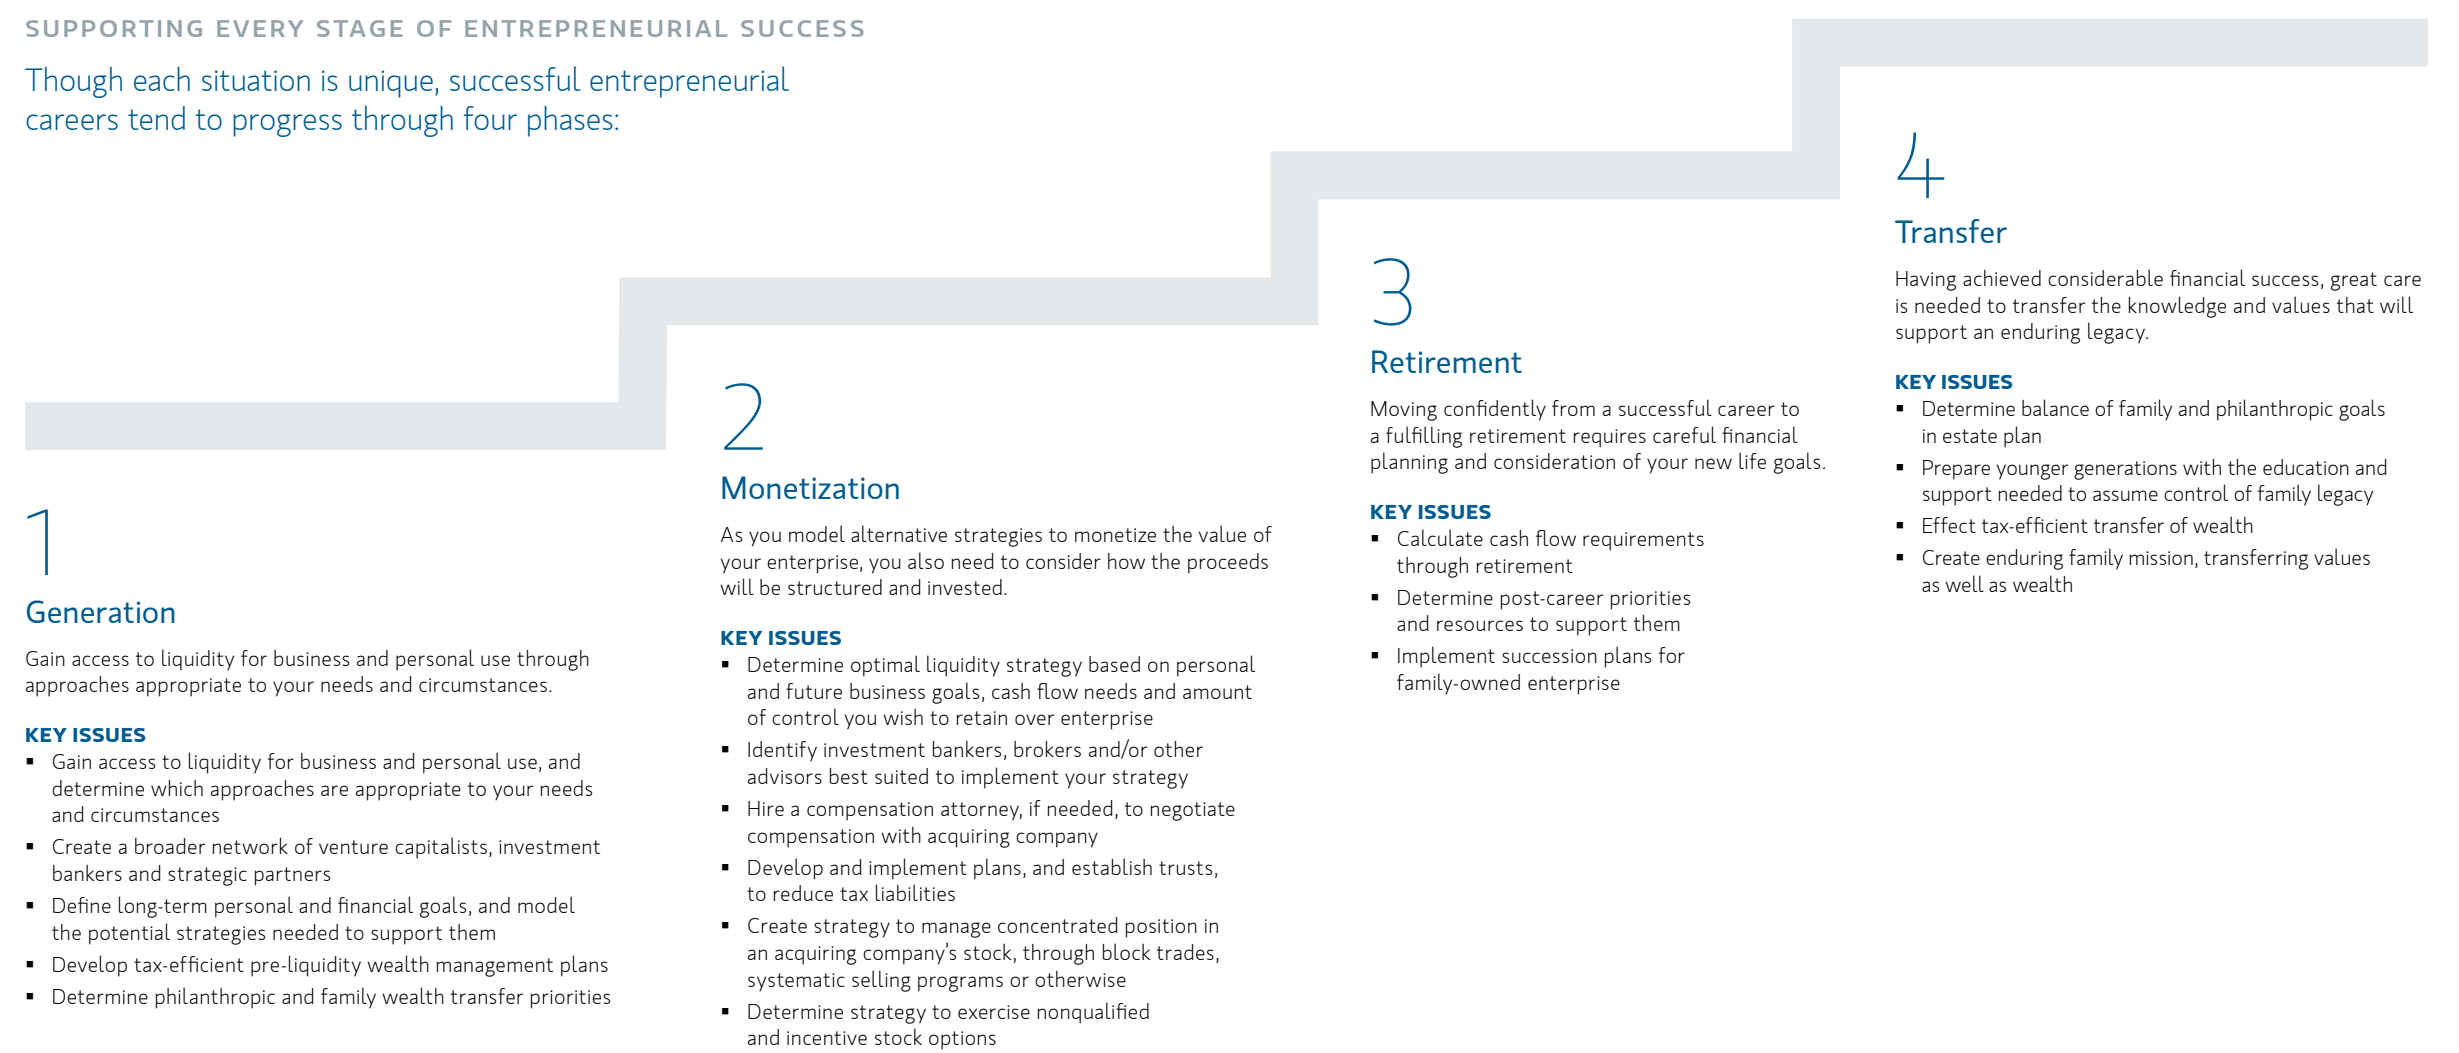 SUPPORTING EVERY STAGE OF ENTREPRENEURIAL SUCCESS
Though each situation is unique, successful entrepreneurial
careers tend to progress through four phases:
1
Generation
Gain access to liquidity for business and personal use through
approaches appropriate to your needs and circumstances.
KEY ISSUES
▪ Gain access to liquidity for business and personal use, and
determine which approaches are appropriate to your needs
and circumstances
▪ Create a broader network of venture capitalists, investment
bankers and strategic partners
▪ Define long-term personal and financial goals, and model
the potential strategies needed to support them
▪ Develop tax-efficient pre-liquidity wealth management plans
▪ Determine philanthropic and family wealth transfer priorities
2
Monetization
As you model alternative strategies to monetize the value of
your enterprise, you also need to consider how the proceeds
will be structured and invested.
KEY ISSUES
▪ Determine optimal liquidity strategy based on personal
and future business goals, cash flow needs and amount
of control you wish to retain over enterprise
▪ Identify investment bankers, brokers and/or other
advisors best suited to implement your strategy
▪ Hire a compensation attorney, if needed, to negotiate
compensation with acquiring company
▪ Develop and implement plans, and establish trusts,
to reduce tax liabilities
▪ Create strategy to manage concentrated position in
an acquiring company's stock, through block trades,
systematic selling programs or otherwise
▪ Determine strategy to exercise nonqualified
and incentive stock options
3
Retirement
Moving confidently from a successful career to
a fulfilling retirement requires careful financial
planning and consideration of your new life goals.
KEY ISSUES
▪ Calculate cash flow requirements
through retirement
▪ Determine post-career priorities
and resources to support them
▪ Implement succession plans for
family-owned enterprise
4
Transfer
Having achieved considerable financial success, great care
is needed to transfer the knowledge and values that will
support an enduring legacy.
KEY ISSUES
▪ Determine balance of family and philanthropic goals
in estate plan
▪ Prepare younger generations with the education and
support needed to assume control of family legacy
▪ Effect tax-efficient transfer of wealth
▪ Create enduring family mission, transferring values
as well as wealth